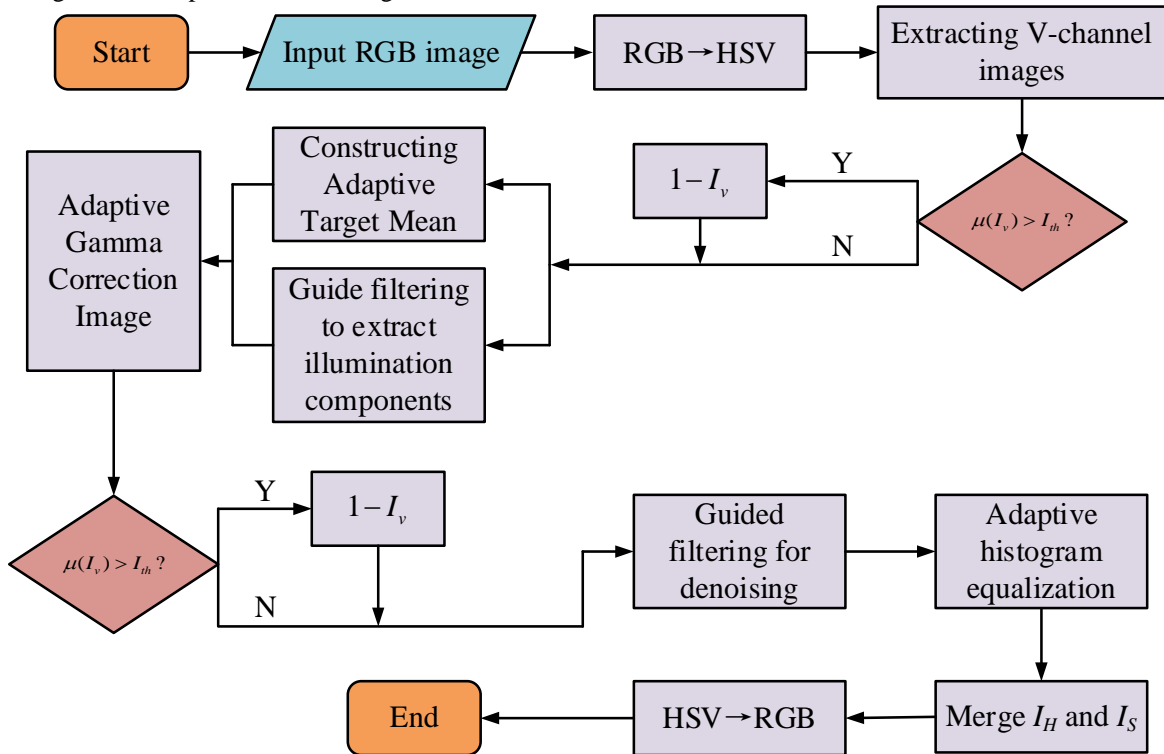 Start
Input RGB image
RGB→HSV
Extracting V-channel
images
μ(I_v) > I_th ?
Y
N
1− I_v
Constructing
Adaptive
Target Mean
Guide filtering
to extract
illumination
components
Adaptive
Gamma
Correction
Image
μ(I_v) > I_th ?
Y
N
1− I_v
Guided
filtering for
denoising
Adaptive
histogram
equalization
Merge I_H and I_S
HSV→RGB
End